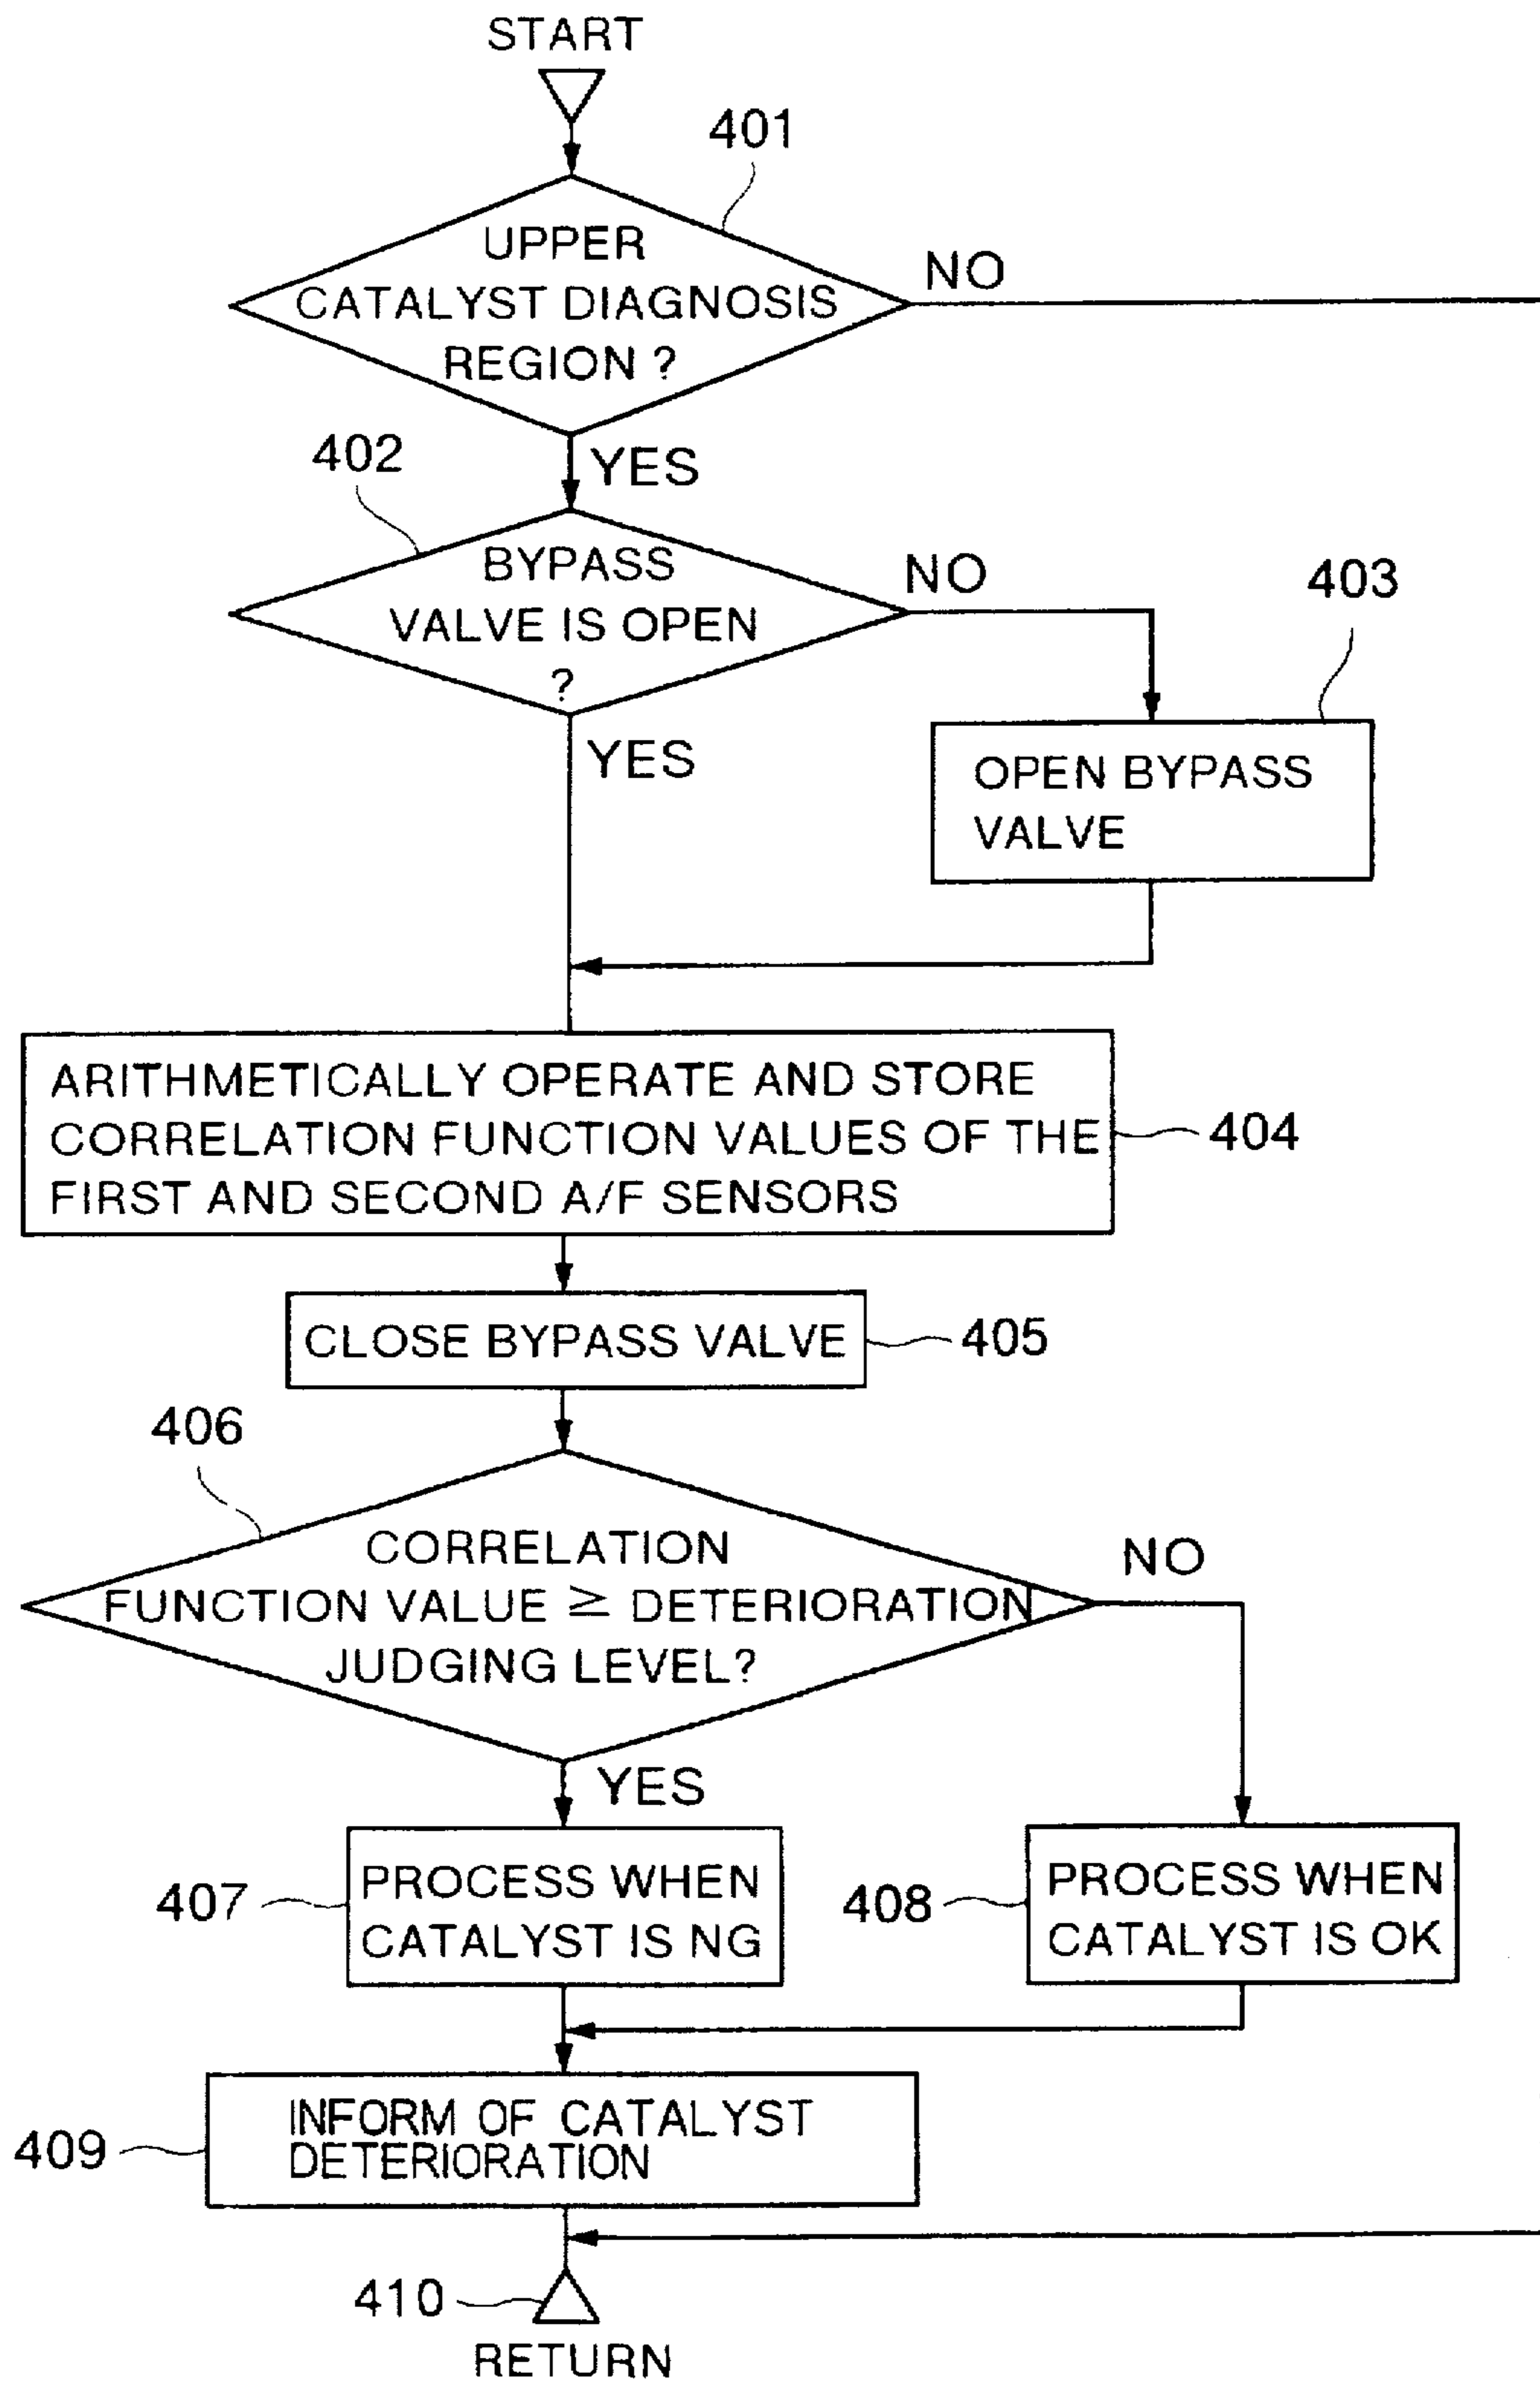 START
401
UPPER
CATALYST DIAGNOSIS
REGION ?
NO
402
YES
BYPASS
VALVE IS OPEN
?
NO
403
YES
OPEN BYPASS
VALVE
ARITHMETICALLY OPERATE AND STORE
CORRELATION FUNCTION VALUES OF THE
FIRST AND SECOND A/F SENSORS
404
CLOSE BYPASS VALVE
405
406
CORRELATION
FUNCTION VALUE ≥ DETERIORATION
JUDGING LEVEL?
NO
YES
407
PROCESS WHEN
CATALYST IS NG
408
PROCESS WHEN
CATALYST IS OK
409
INFORM OF CATALYST
DETERIORATION
410
RETURN